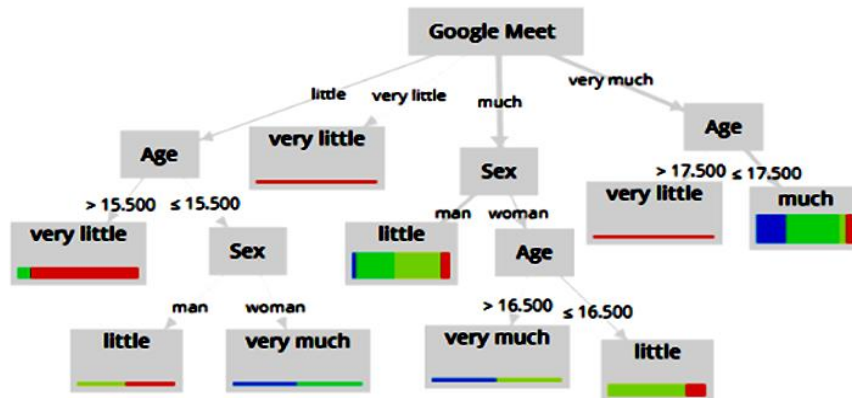 Google Meet
little
very little
much
very much
Age
very little
Sex
Age
> 15.500
≤ 15.500
man
woman
> 17.500
≤ 17.500
very little
Sex
little
Age
very little
much
man
woman
> 16.500
≤ 16.500
little
very much
very much
little